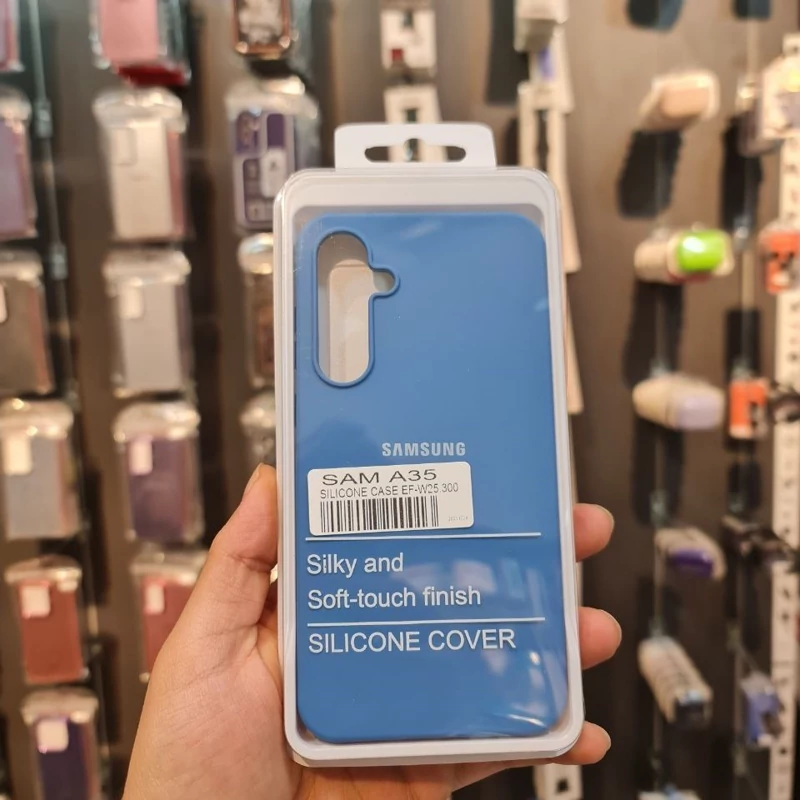 SAMSUNG
SAM A35
SILICONE CASE EF-W25.300
Silky and
Soft-touch finish
SILICONE COVER